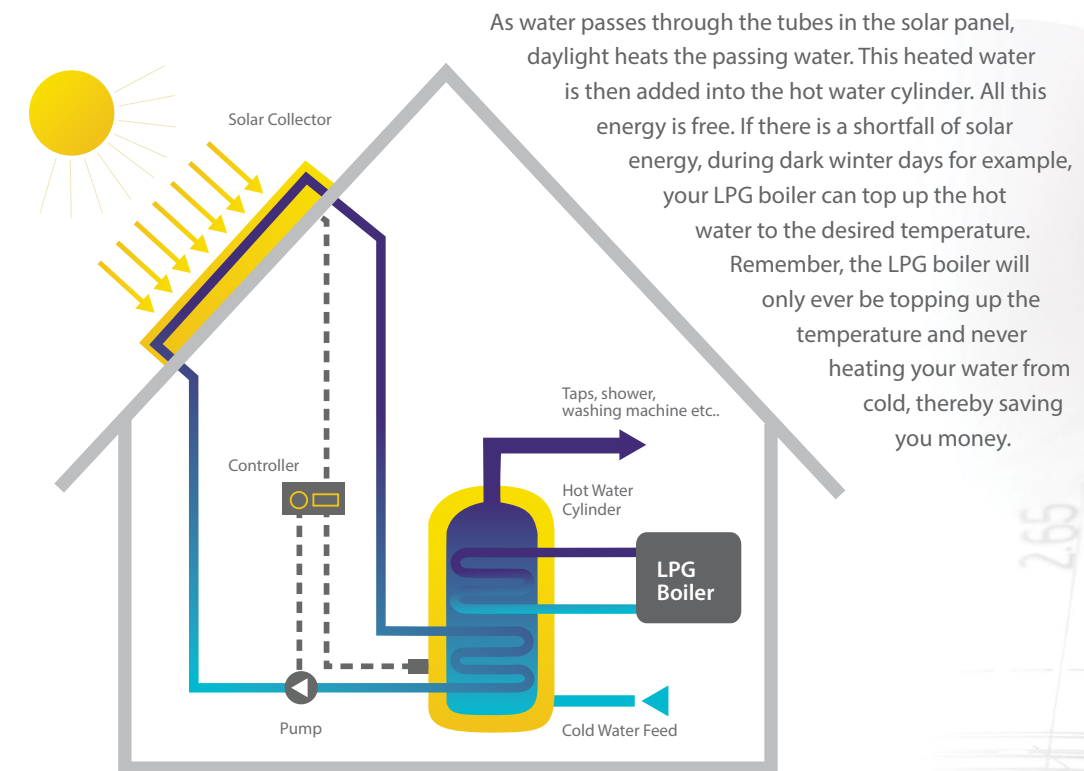 As water passes through the tubes in the solar panel,
daylight heats the passing water. This heated water
is then added into the hot water cylinder. All this
energy is free. If there is a shortfall of solar
energy, during dark winter days for example,
your LPG boiler can top up the hot
water to the desired temperature.
Remember, the LPG boiler will
only ever be topping up the
temperature and never
heating your water from
cold, thereby saving
you money.
Solar Collector
Taps, shower,
washing machine etc..
Controller
Hot Water
Cylinder
LPG
Boiler
Pump
Cold Water Feed
2.65